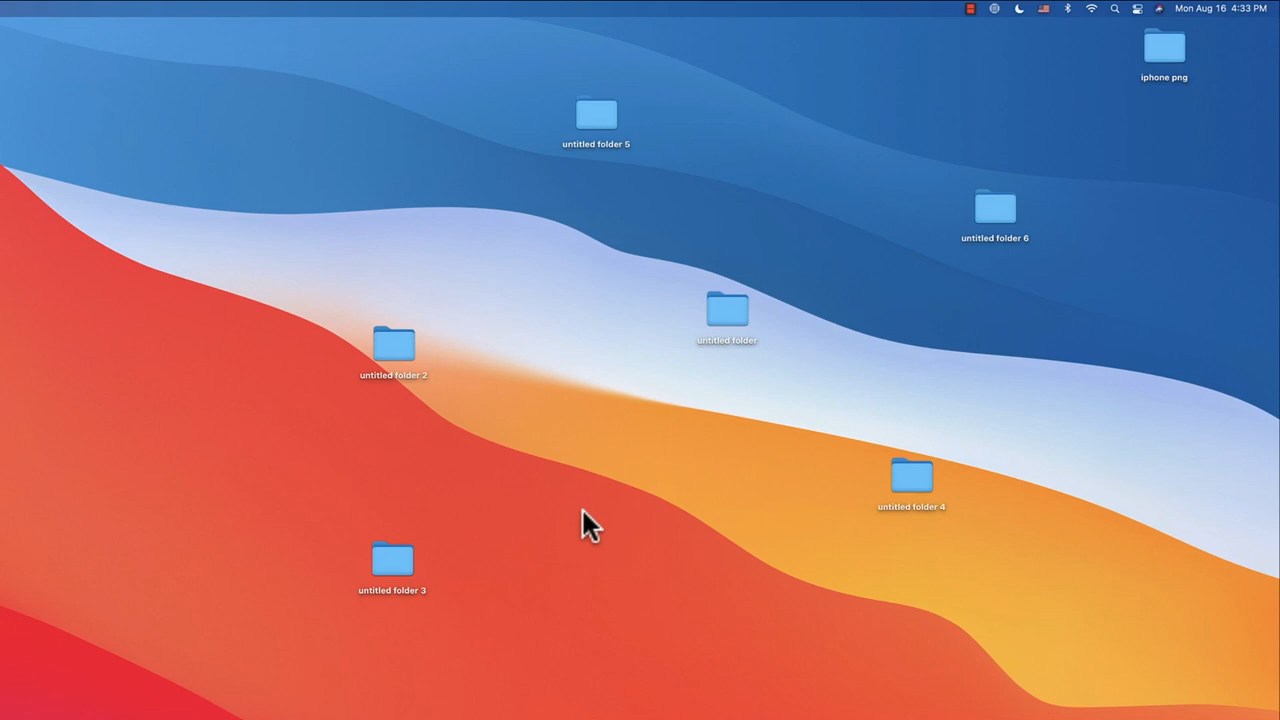 Mon Aug 16 4:33 PM
iphone png
untitled folder 5
untitled folder 6
untitled folder
untitled folder 2
untitled folder 4
untitled folder 3